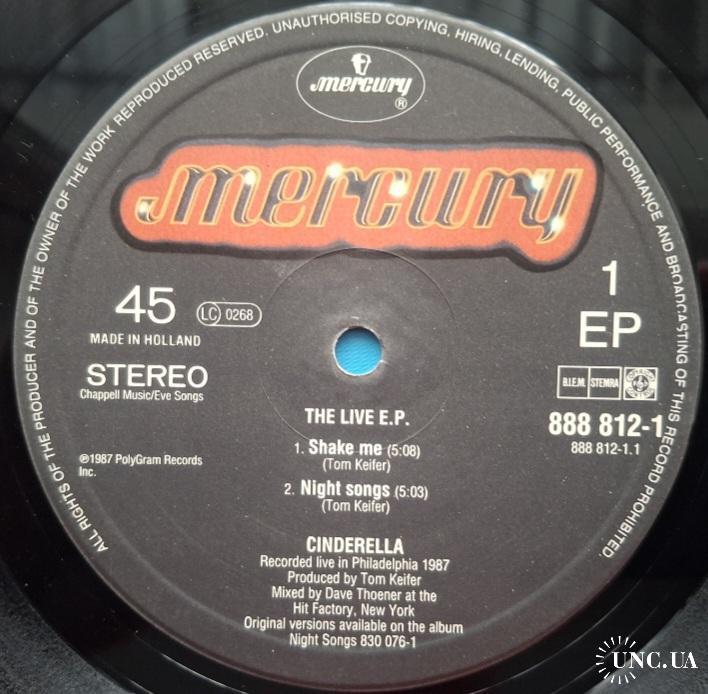 ALL RIGHTS OF THE PRODUCER AND OF THE OWNER OF THE WORK REPRODUCED RESERVED. UNAUTHORISED COPYING, HIRING, LENDING, PUBLIC PERFORMANCE AND BROADCASTING OF THIS RECORD PROHIBITED.
mercury ®
mercury
45 LC 0268
MADE IN HOLLAND
STEREO
Chappell Music/Eve Songs
℗1987 PolyGram Records
Inc.
1
EP
B.I.E.M. STEMRA
888 812-1
888 812-1.1
THE LIVE E.P.
1. Shake me (5:08)
(Tom Keifer)
2. Night songs (5:03)
(Tom Keifer)
CINDERELLA
Recorded live in Philadelphia 1987
Produced by Tom Keifer
Mixed by Dave Thoener at the
Hit Factory, New York
Original versions available on the album
Night Songs 830 076-1
UNC.UA